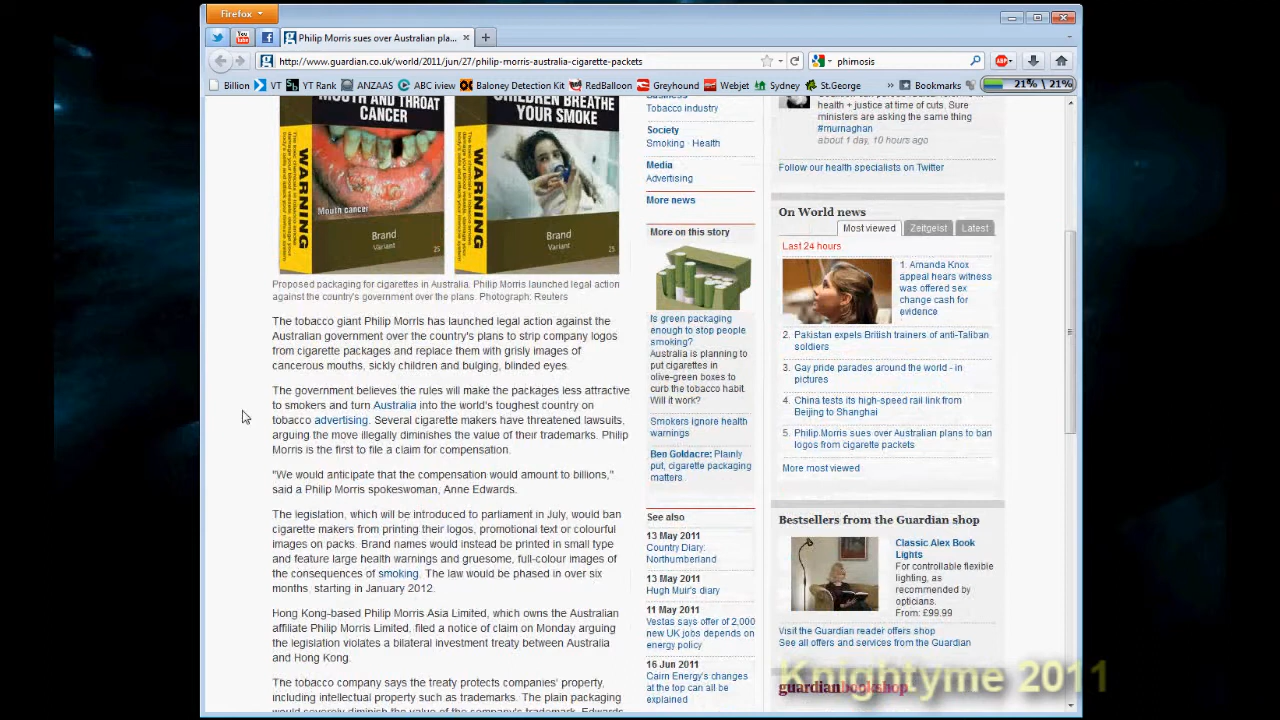 Firefox
Philip Morris sues over Australian pla...
http://www.guardian.co.uk/world/2011/jun/27/philip-morris-australia-cigarette-packets
phimosis
Billion
VT
YT Rank
ANZAAS
ABC iview
Baloney Detection Kit
RedBalloon
Greyhound
Webjet
Sydney
St.George
»
Bookmarks
21% \ 21%
MOUTH AND THROAT
CANCER
WARNING
Mouth cancer
Brand
Variant
25
CHILDREN BREATHE
YOUR SMOKE
WARNING
Brand
Variant
25
Proposed packaging for cigarettes in Australia. Philip Morris launched legal action
against the country's government over the plans. Photograph: Reuters
The tobacco giant Philip Morris has launched legal action against the
Australian government over the country's plans to strip company logos
from cigarette packages and replace them with grisly images of
cancerous mouths, sickly children and bulging, blinded eyes.
The government believes the rules will make the packages less attractive
to smokers and turn Australia into the world's toughest country on
tobacco advertising. Several cigarette makers have threatened lawsuits,
arguing the move illegally diminishes the value of their trademarks. Philip
Morris is the first to file a claim for compensation.
"We would anticipate that the compensation would amount to billions,"
said a Philip Morris spokeswoman, Anne Edwards.
The legislation, which will be introduced to parliament in July, would ban
cigarette makers from printing their logos, promotional text or colourful
images on packs. Brand names would instead be printed in small type
and feature large health warnings and gruesome, full-colour images of
the consequences of smoking. The law would be phased in over six
months, starting in January 2012.
Hong Kong-based Philip Morris Asia Limited, which owns the Australian
affiliate Philip Morris Limited, filed a notice of claim on Monday arguing
the legislation violates a bilateral investment treaty between Australia
and Hong Kong.
The tobacco company says the treaty protects companies' property,
including intellectual property such as trademarks. The plain packaging
would severely diminish the value of the company's trademark, Edwards
Business
Tobacco industry
Society
Smoking · Health
Media
Advertising
More news
More on this story
Is green packaging
enough to stop people
smoking?
Australia is planning to
put cigarettes in
olive-green boxes to
curb the tobacco habit.
Will it work?
Smokers ignore health
warnings
Ben Goldacre: Plainly
put, cigarette packaging
matters
See also
13 May 2011
Country Diary:
Northumberland
13 May 2011
Hugh Muir's diary
11 May 2011
Vestas says offer of 2,000
new UK jobs depends on
energy policy
16 Jun 2011
Cairn Energy's changes
at the top can all be
explained
health + justice at time of cuts. Sure
ministers are asking the same thing.
#murnaghan
about 1 day, 10 hours ago
Follow our health specialists on Twitter
On World news
Most viewed
Zeitgeist
Latest
Last 24 hours
1. Amanda Knox
appeal hears witness
was offered sex
change cash for
evidence
2. Pakistan expels British trainers of anti-Taliban
soldiers
3. Gay pride parades around the world - in
pictures
4. China tests its high-speed rail link from
Beijing to Shanghai
5. Philip Morris sues over Australian plans to ban
logos from cigarette packets
More most viewed
Bestsellers from the Guardian shop
Classic Alex Book
Lights
For controllable flexible
lighting, as
recommended by
opticians.
From: £99.99
Visit the Guardian reader offers shop
See all offers and services from the Guardian
guardianbookshop
Knightyme 2011